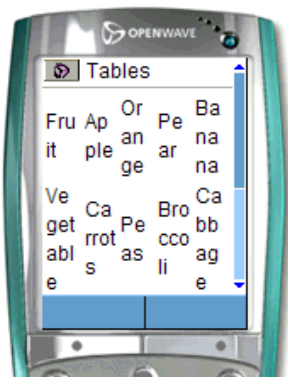 OPENWAVE
Tables
Fru Ap Or Pe Ba
it ple an ar na
ge na
Ve Ca Pe Bro Ca
get rrot as cco bb
abl s li ag
e e